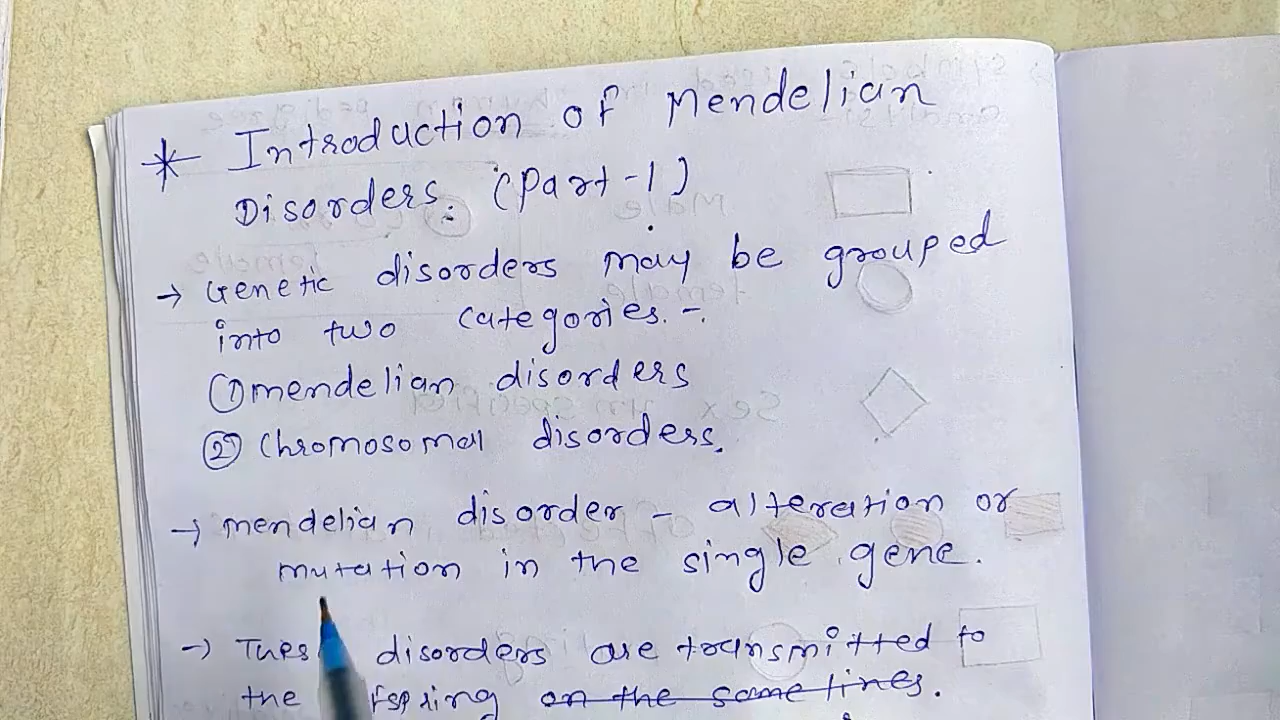 * Introduction of Mendelian
Disorders. (Part-1)
→ Genetic disorders may be grouped
into two categories. -.
① mendelian disorders
② Chromosomal disorders.
→ mendelian disorder - alteration or
mutation in the single gene.
→ disorders are transmitted to
the on the same lines.